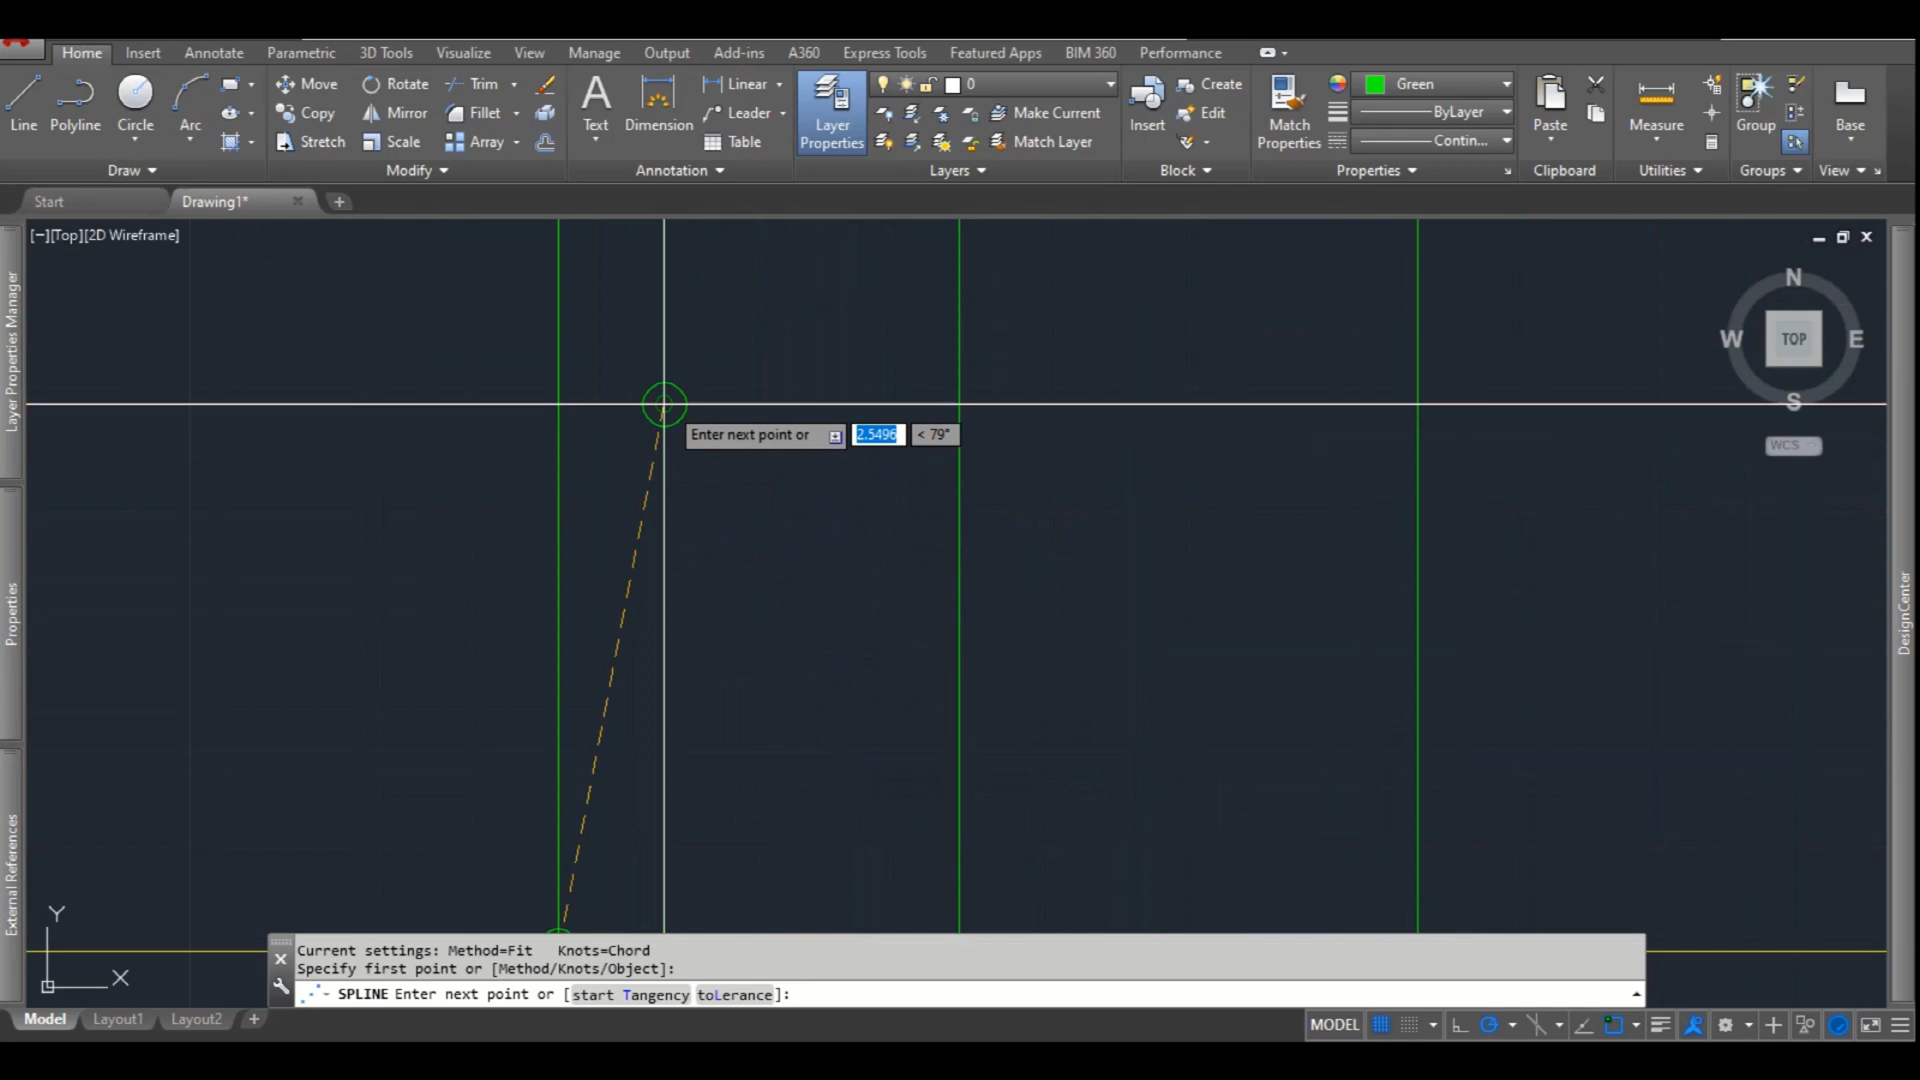 Home Insert Annotate Parametric 3D Tools Visualize View Manage Output Add-ins A360 Express Tools Featured Apps BIM 360 Performance
Line Polyline Circle Arc
Move Rotate Trim
Copy Mirror Fillet
Stretch Scale Array
Text Dimension
Linear
Leader
Table
Layer Properties
0
Make Current
Match Layer
Insert
Create
Edit
Match Properties
Green
ByLayer
Contin...
Paste
Measure
Group
Base
Draw Modify Annotation Layers Block Properties Clipboard Utilities Groups View
Start Drawing1* +
[−][Top][2D Wireframe]
Layer Properties Manager
Properties
External References
DesignCenter
N
W TOP E
S
WCS
Enter next point or 2.5496 < 79°
Y
X
Current settings: Method=Fit Knots=Chord
Specify first point or [Method/Knots/Object]:
SPLINE Enter next point or [start Tangency toLerance]:
Model Layout1 Layout2 +
MODEL